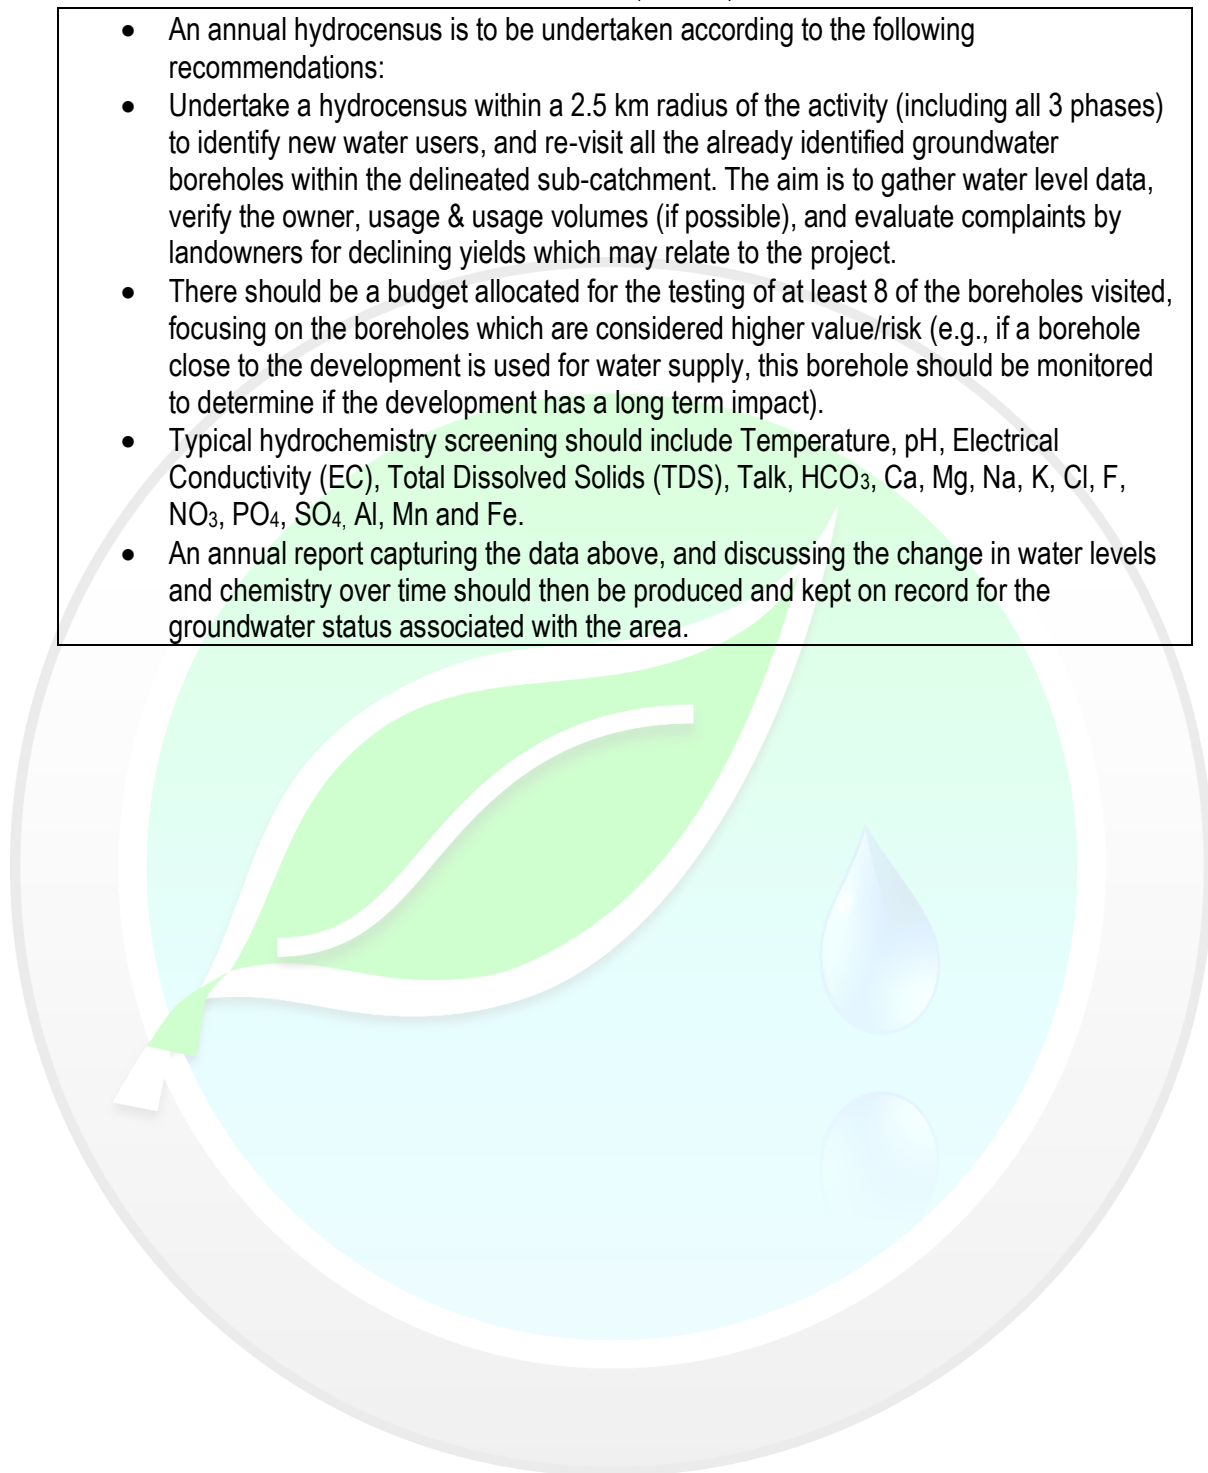 • An annual hydrocensus is to be undertaken according to the following
recommendations:
• Undertake a hydrocensus within a 2.5 km radius of the activity (including all 3 phases)
to identify new water users, and re-visit all the already identified groundwater
boreholes within the delineated sub-catchment. The aim is to gather water level data,
verify the owner, usage & usage volumes (if possible), and evaluate complaints by
landowners for declining yields which may relate to the project.
• There should be a budget allocated for the testing of at least 8 of the boreholes visited,
focusing on the boreholes which are considered higher value/risk (e.g., if a borehole
close to the development is used for water supply, this borehole should be monitored
to determine if the development has a long term impact).
• Typical hydrochemistry screening should include Temperature, pH, Electrical
Conductivity (EC), Total Dissolved Solids (TDS), Talk, HCO₃, Ca, Mg, Na, K, Cl, F,
NO₃, PO₄, SO₄, Al, Mn and Fe.
• An annual report capturing the data above, and discussing the change in water levels
and chemistry over time should then be produced and kept on record for the
groundwater status associated with the area.